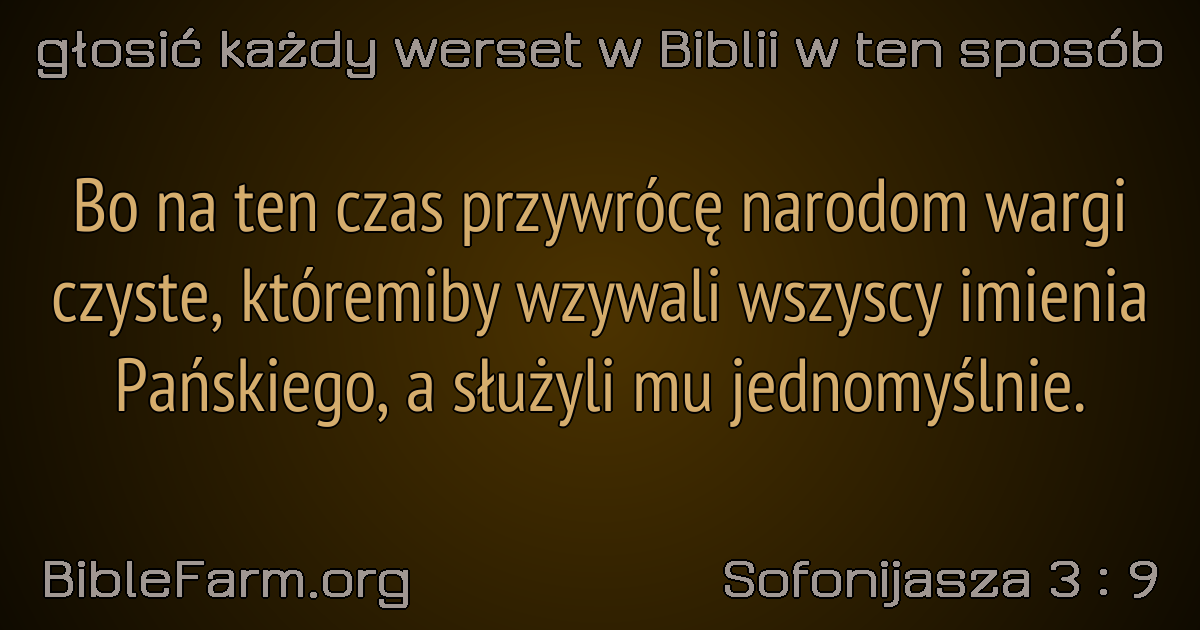 głosić każdy werset w Biblii w ten sposób
Bo na ten czas przywrócę narodom wargi
czyste, któremiby wzywali wszyscy imienia
Pańskiego, a służyli mu jednomyślnie.
BibleFarm.org
Sofonijasza 3 : 9